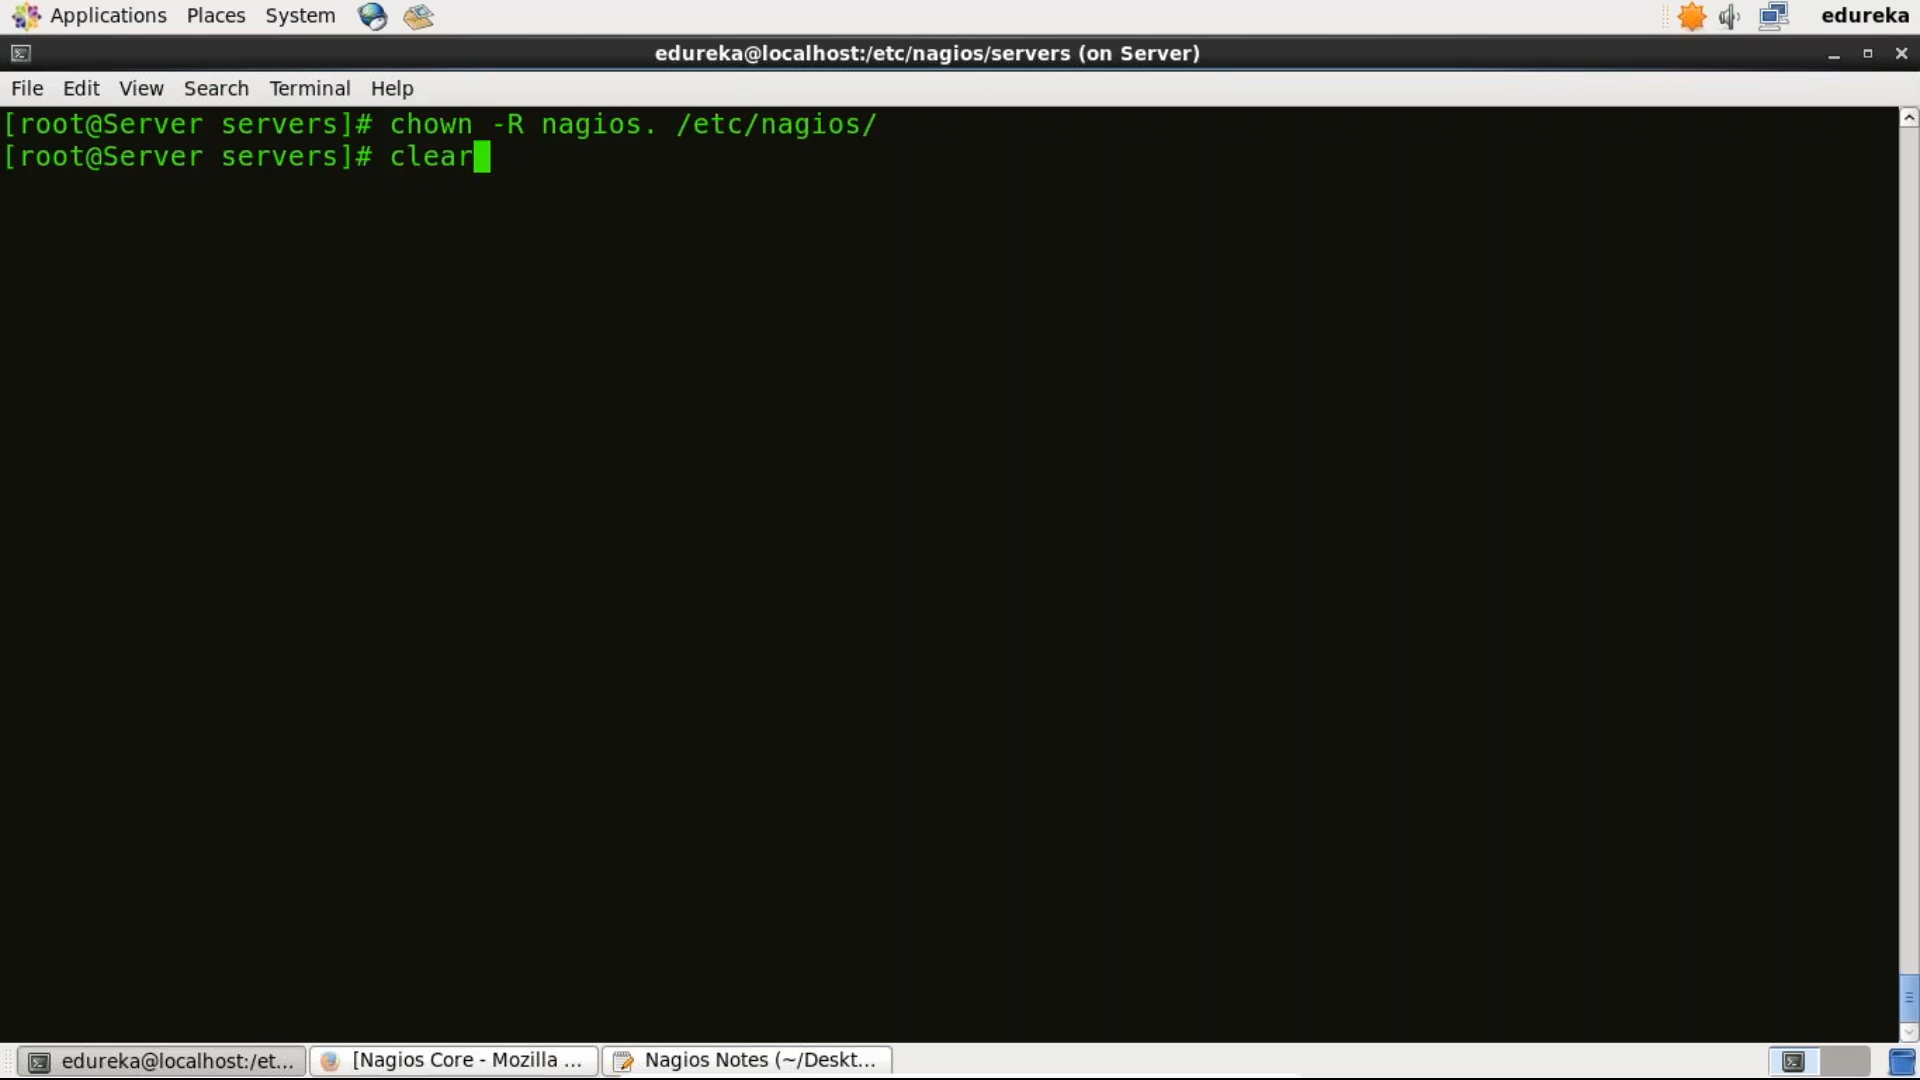 Applications Places System edureka
edureka@localhost:/etc/nagios/servers (on Server)
File Edit View Search Terminal Help
[root@Server servers]# chown -R nagios. /etc/nagios/
[root@Server servers]# clear
edureka@localhost:/et... [Nagios Core - Mozilla ... Nagios Notes (~/Deskt...